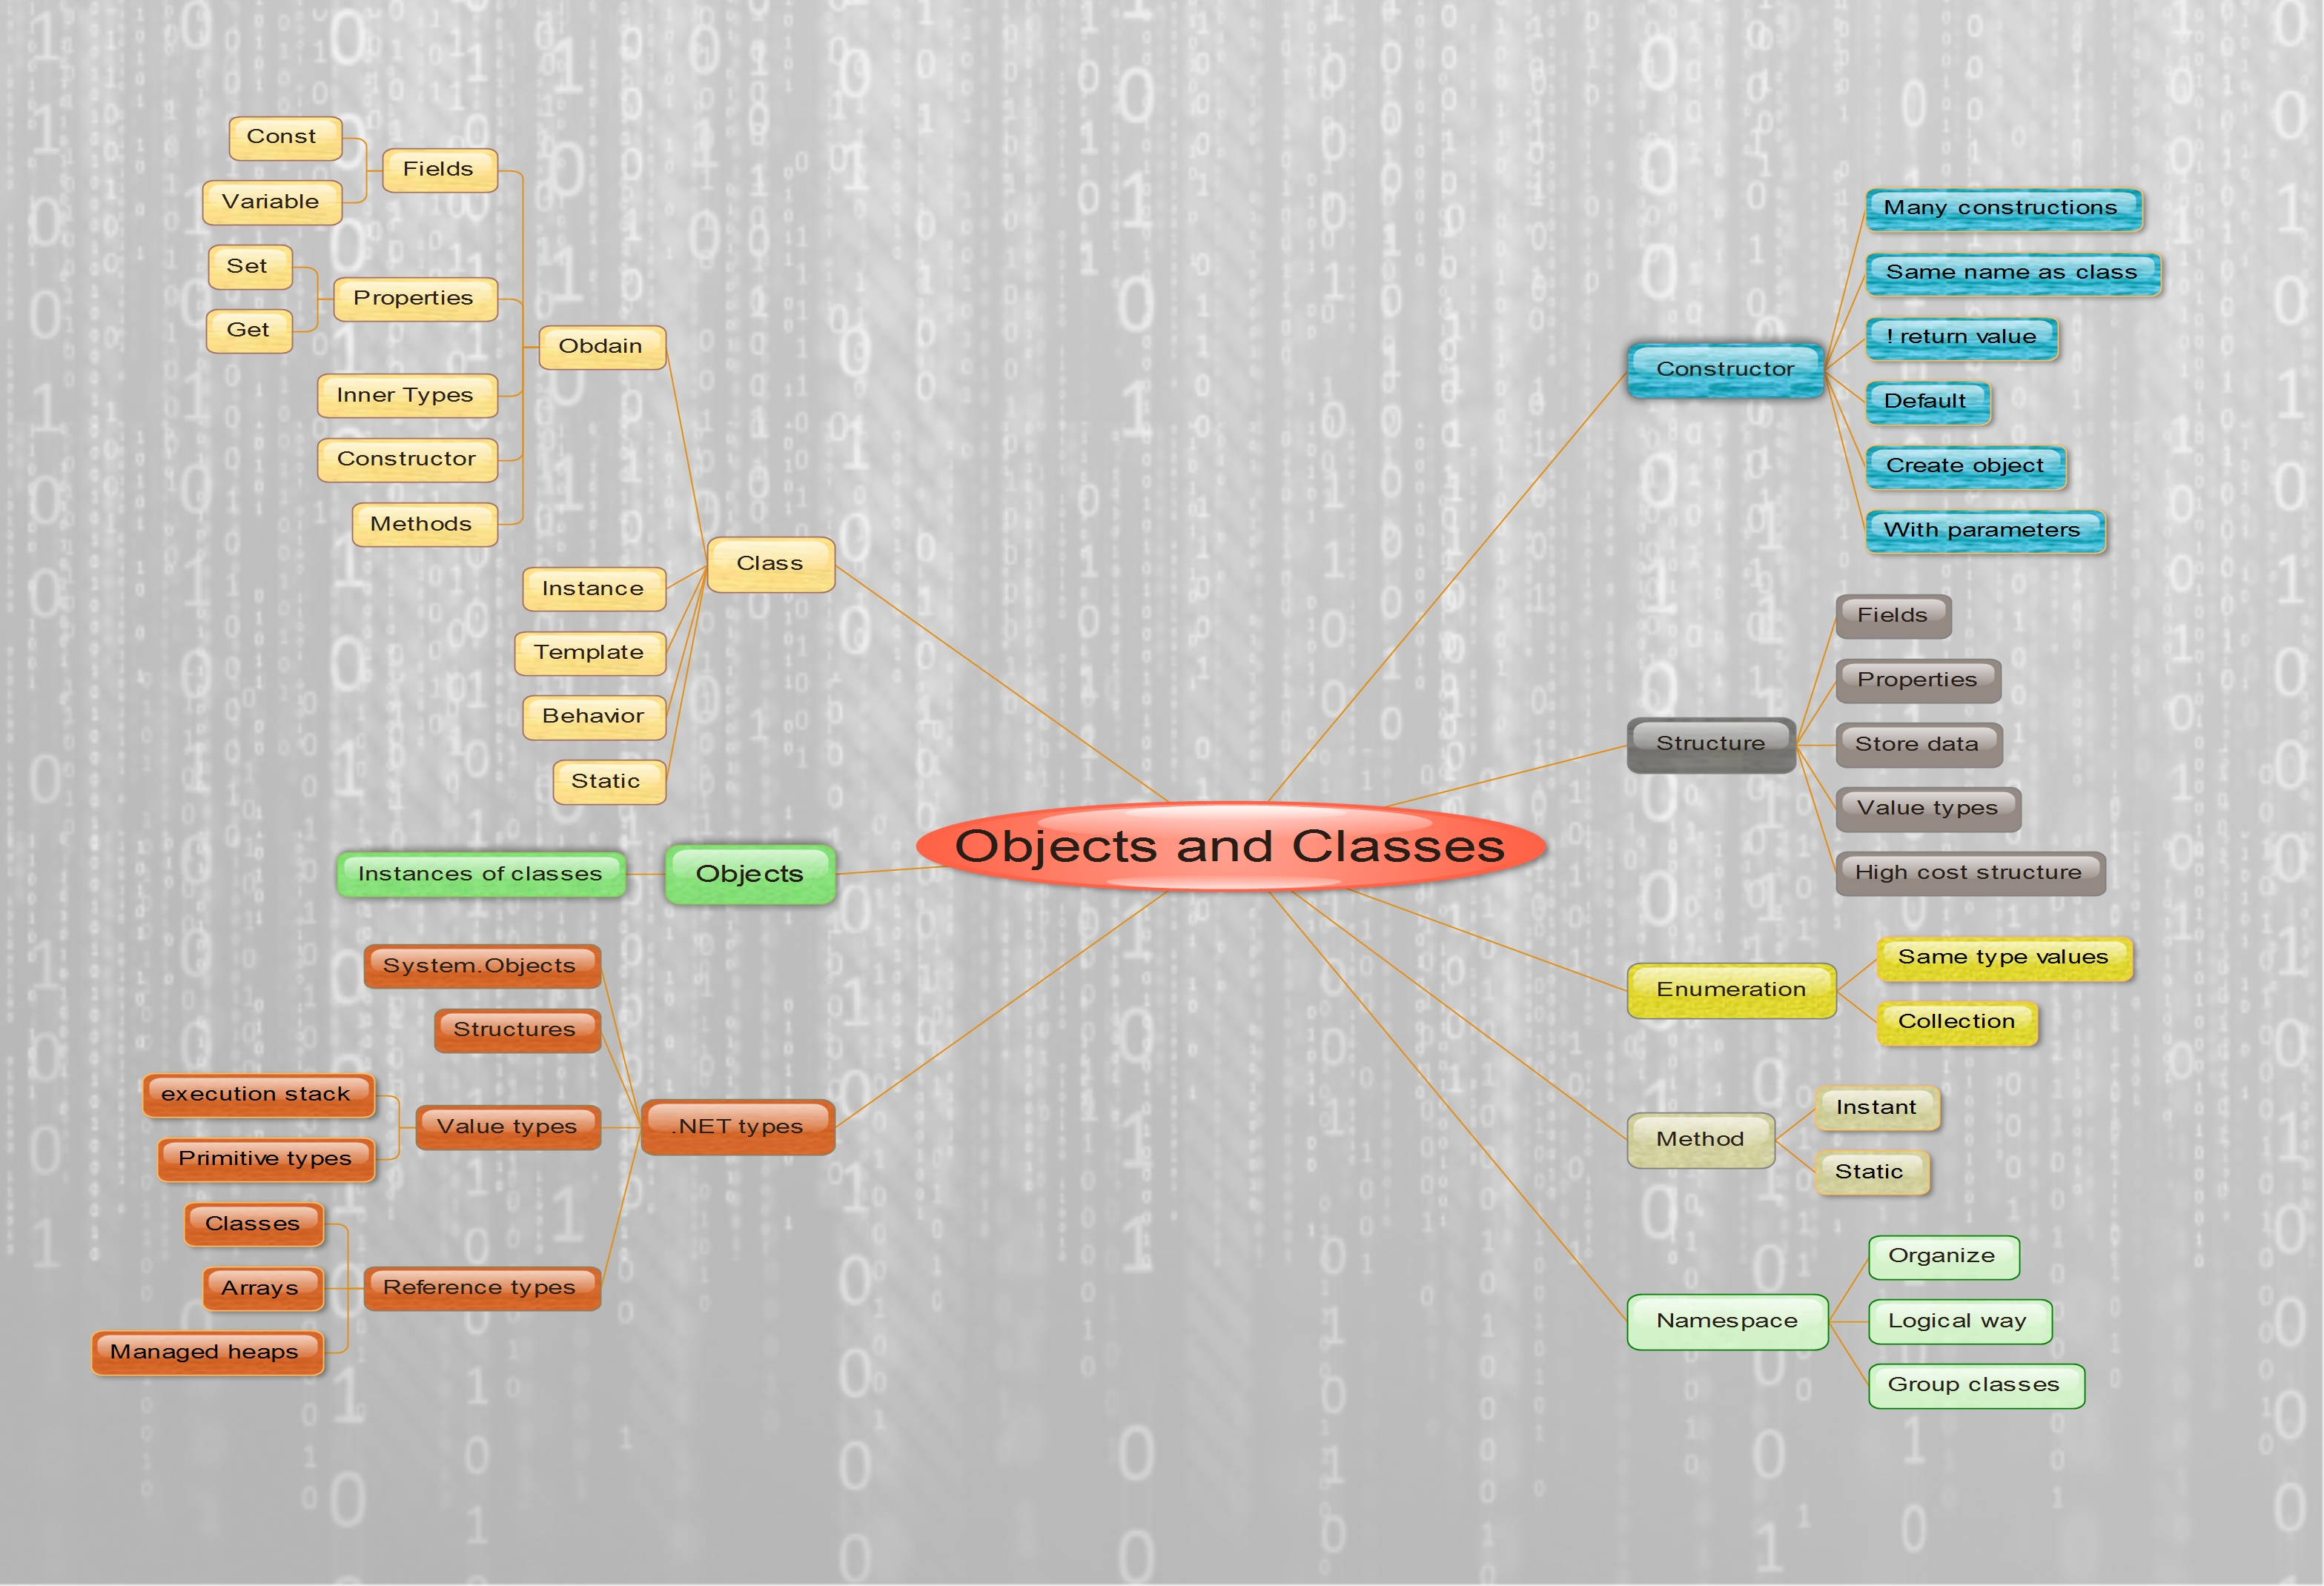 Const
Fields
Variable
Set
Properties
Get
Obdain
Inner Types
Constructor
Methods
Class
Instance
Template
Behavior
Static
Objects
Instances of classes
System.Objects
Structures
execution stack
Value types
Primitive types
.NET types
Classes
Arrays
Reference types
Managed heaps
Objects and Classes
Constructor
Many constructions
Same name as class
! return value
Default
Create object
With parameters
Structure
Fields
Properties
Store data
Value types
High cost structure
Enumeration
Same type values
Collection
Method
Instant
Static
Namespace
Organize
Logical way
Group classes